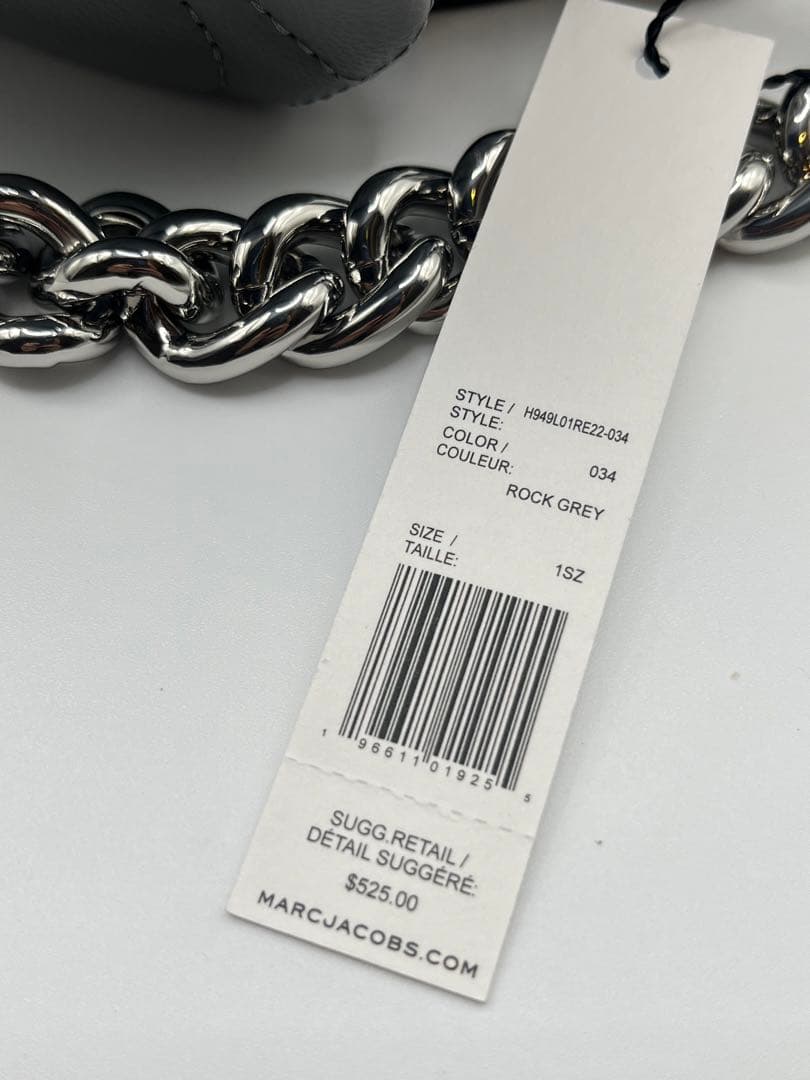 STYLE / H949L01RE22-034
STYLE:
COLOR /
COULEUR: 034
ROCK GREY
SIZE /
TAILLE: 1SZ
1 96611 01925 5
SUGG.RETAIL /
DÉTAIL SUGGÉRÉ:
$525.00
MARCJACOBS.COM